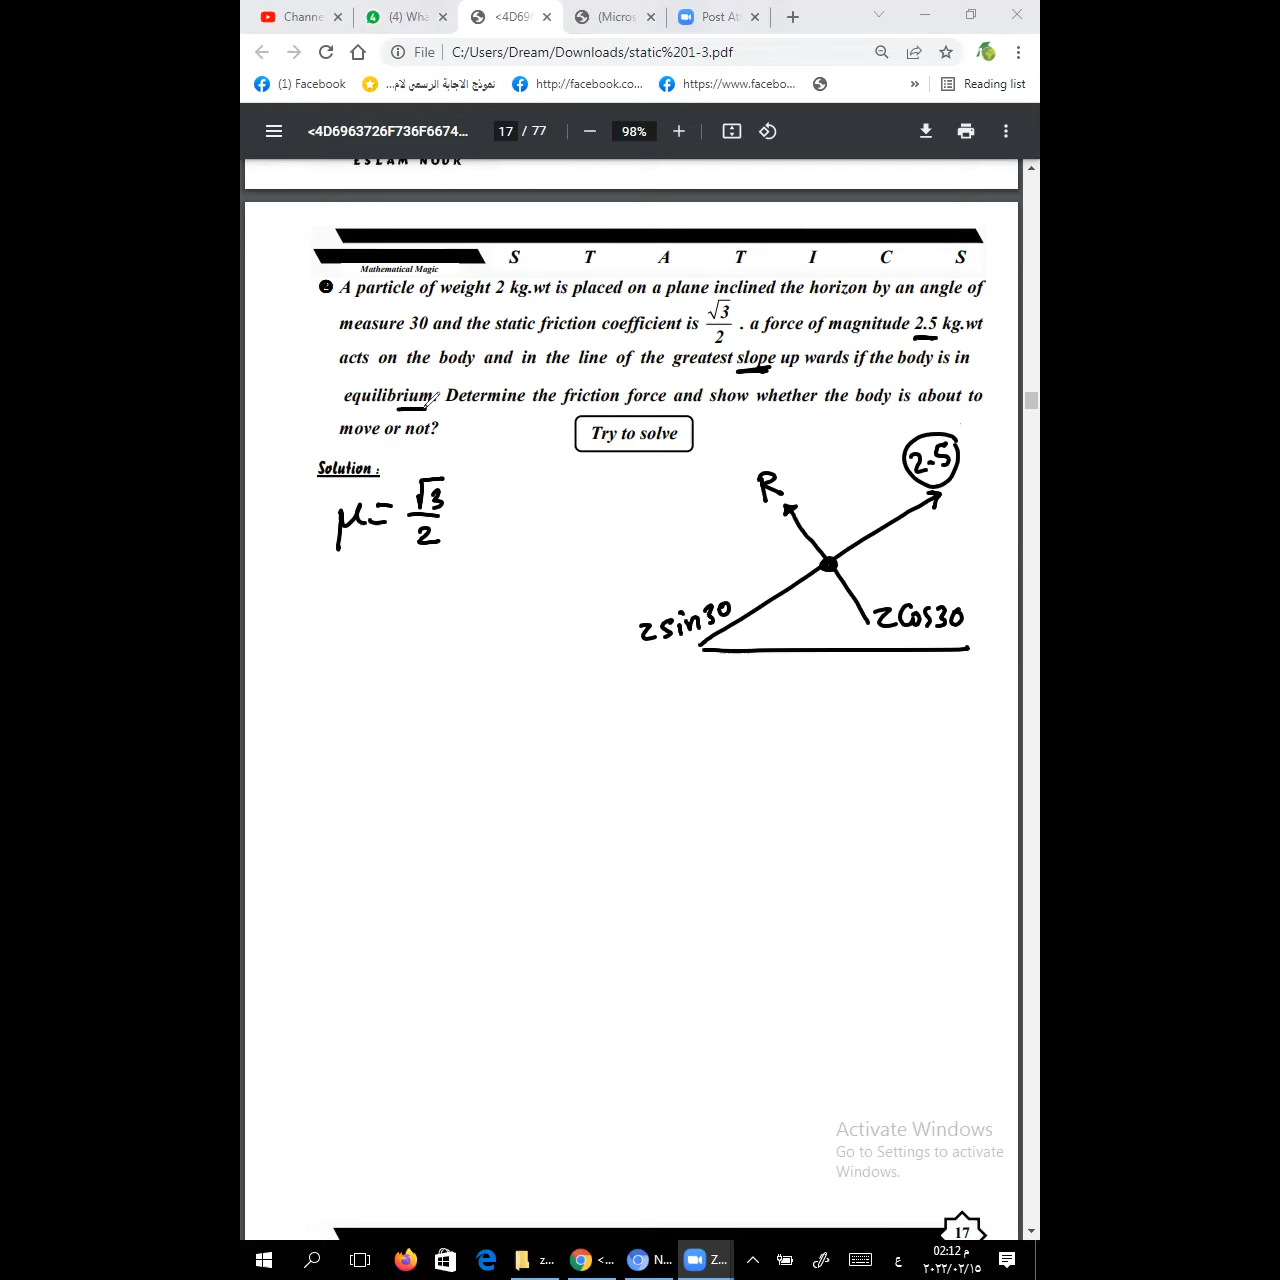 Channe
(4) Wha
<4D69
(Micros
Post At
File
C:/Users/Dream/Downloads/static%201-3.pdf
(1) Facebook
نموذج الاجابة الرسمى لام...
http://facebook.co...
https://www.facebo...
»
Reading list
<4D6963726F736F6674...
17 / 77
98%
ESLAM NOUR
S T A T I C S
Mathematical Magic
❷ A particle of weight 2 kg.wt is placed on a plane inclined the horizon by an angle of
measure 30 and the static friction coefficient is √3/2 . a force of magnitude 2.5 kg.wt
acts on the body and in the line of the greatest slope up wards if the body is in
equilibrium. Determine the friction force and show whether the body is about to
move or not?
Try to solve
Solution :
μ = √3/2
R
2.5
2sin30
2Cos30
Activate Windows
Go to Settings to activate
Windows.
17
z...
<...
N...
Z...
ع
02:12 م
٢٠٢٢/٠٢/١٥